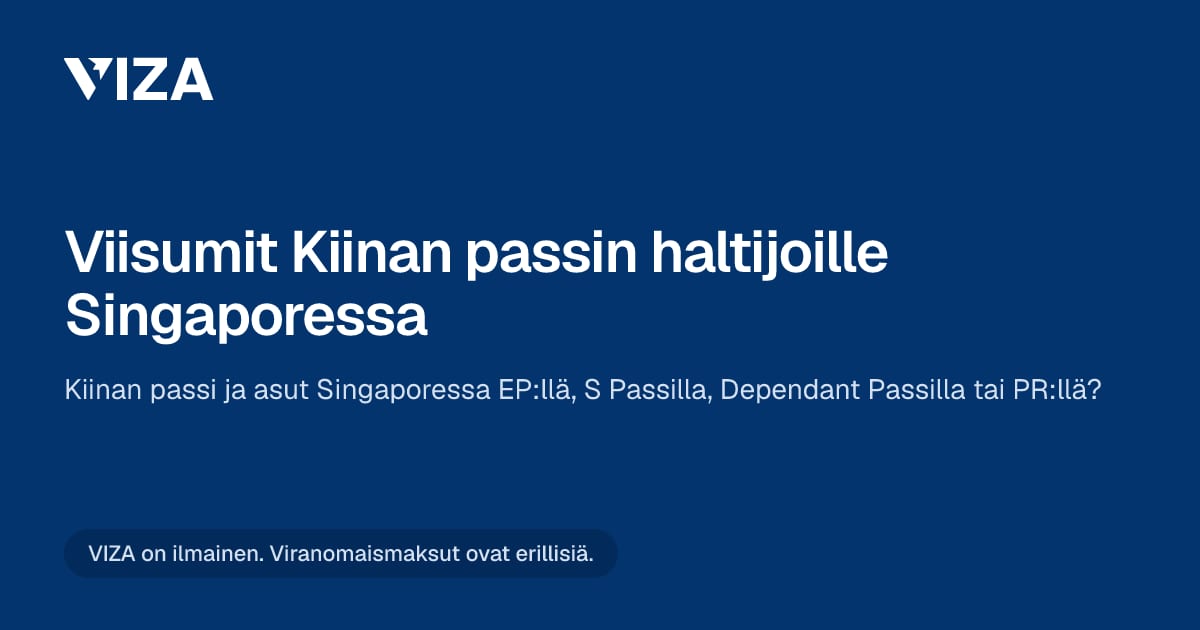 VIZA
Viisumit Kiinan passin haltijoille
Singaporessa
Kiinan passi ja asut Singaporessa EP:llä, S Passilla, Dependant Passilla tai PR:llä?
VIZA on ilmainen. Viranomaismaksut ovat erillisiä.